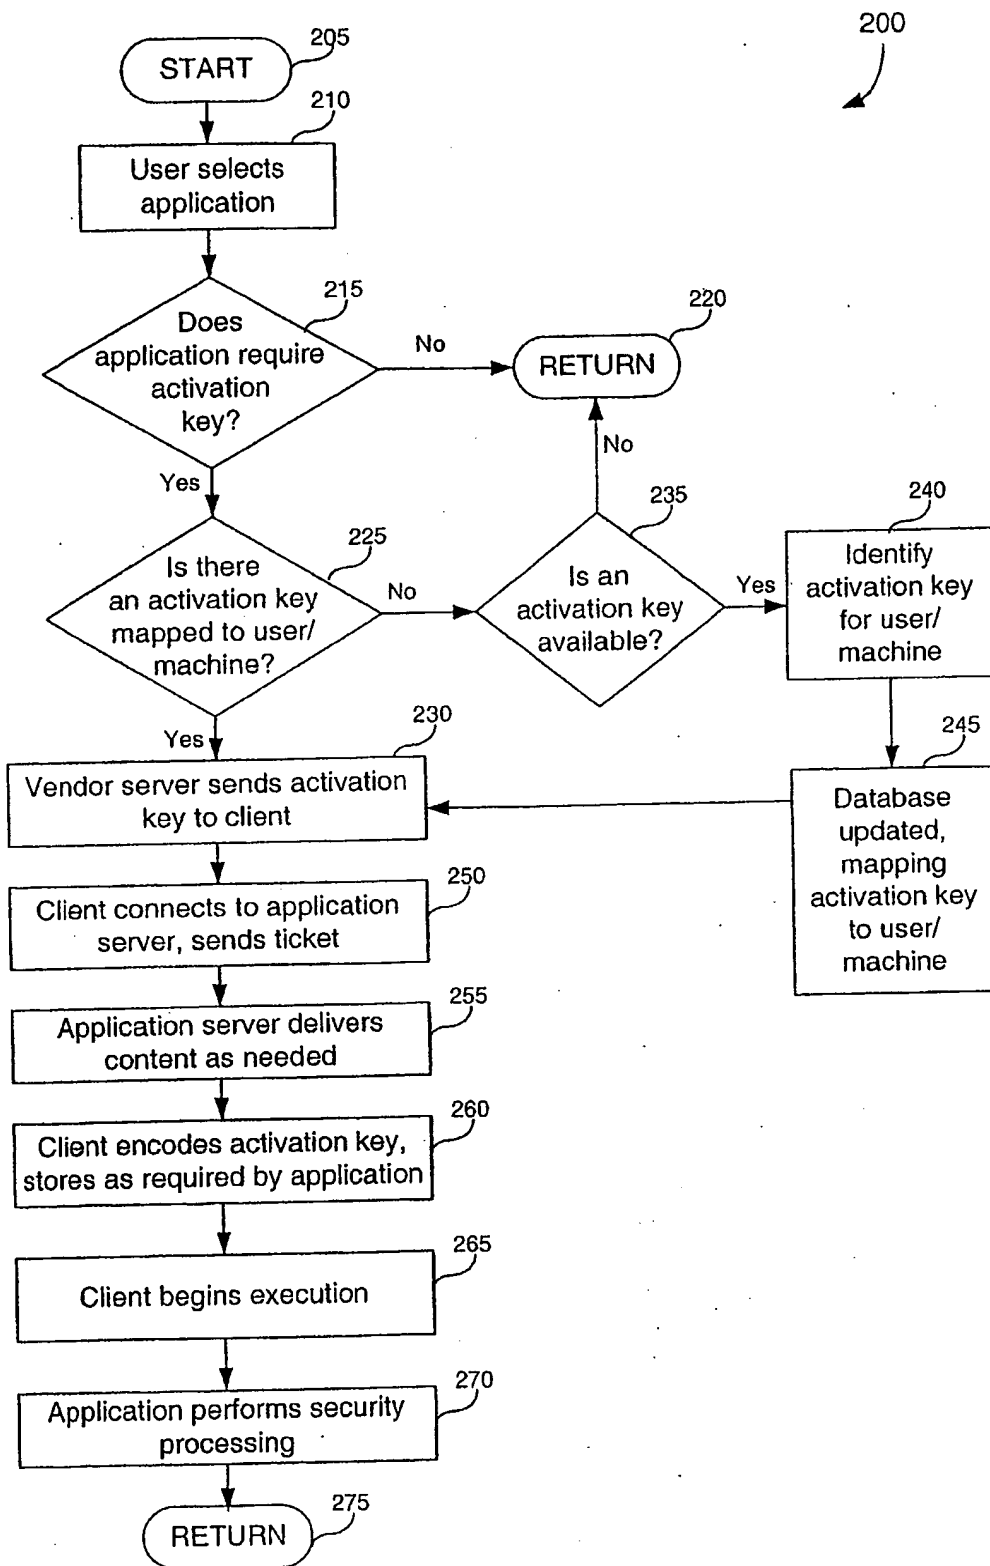 200
205
START
210
User selects
application
215
Does
application require
activation
key?
No
220
RETURN
Yes
No
225
Is there
an activation key
mapped to user/
machine?
No
235
Is an
activation key
available?
Yes
240
Identify
activation key
for user/
machine
Yes
230
Vendor server sends activation
key to client
245
Database
updated,
mapping
activation key
to user/
machine
250
Client connects to application
server, sends ticket
255
Application server delivers
content as needed
260
Client encodes activation key,
stores as required by application
265
Client begins execution
270
Application performs security
processing
275
RETURN